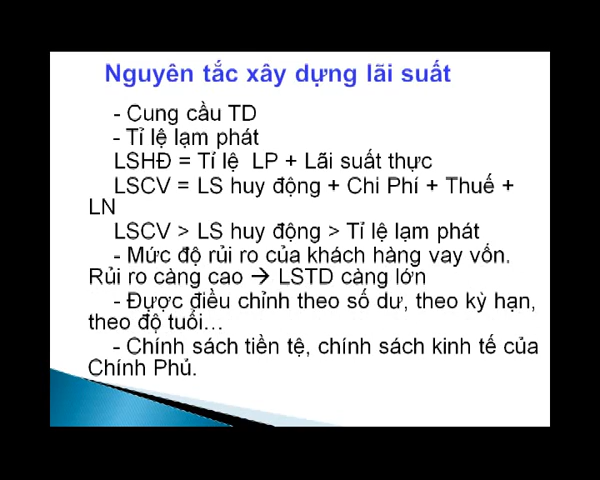 Nguyên tắc xây dựng lãi suất
- Cung cầu TD
- Tỉ lệ lạm phát
LSHĐ = Tỉ lệ LP + Lãi suất thực
LSCV = LS huy động + Chi Phí + Thuế +
LN
LSCV > LS huy động > Tỉ lệ lạm phát
- Mức độ rủi ro của khách hàng vay vốn.
Rủi ro càng cao → LSTD càng lớn
- Được điều chỉnh theo số dư, theo kỳ hạn,
theo độ tuổi…
- Chính sách tiền tệ, chính sách kinh tế của
Chính Phủ.